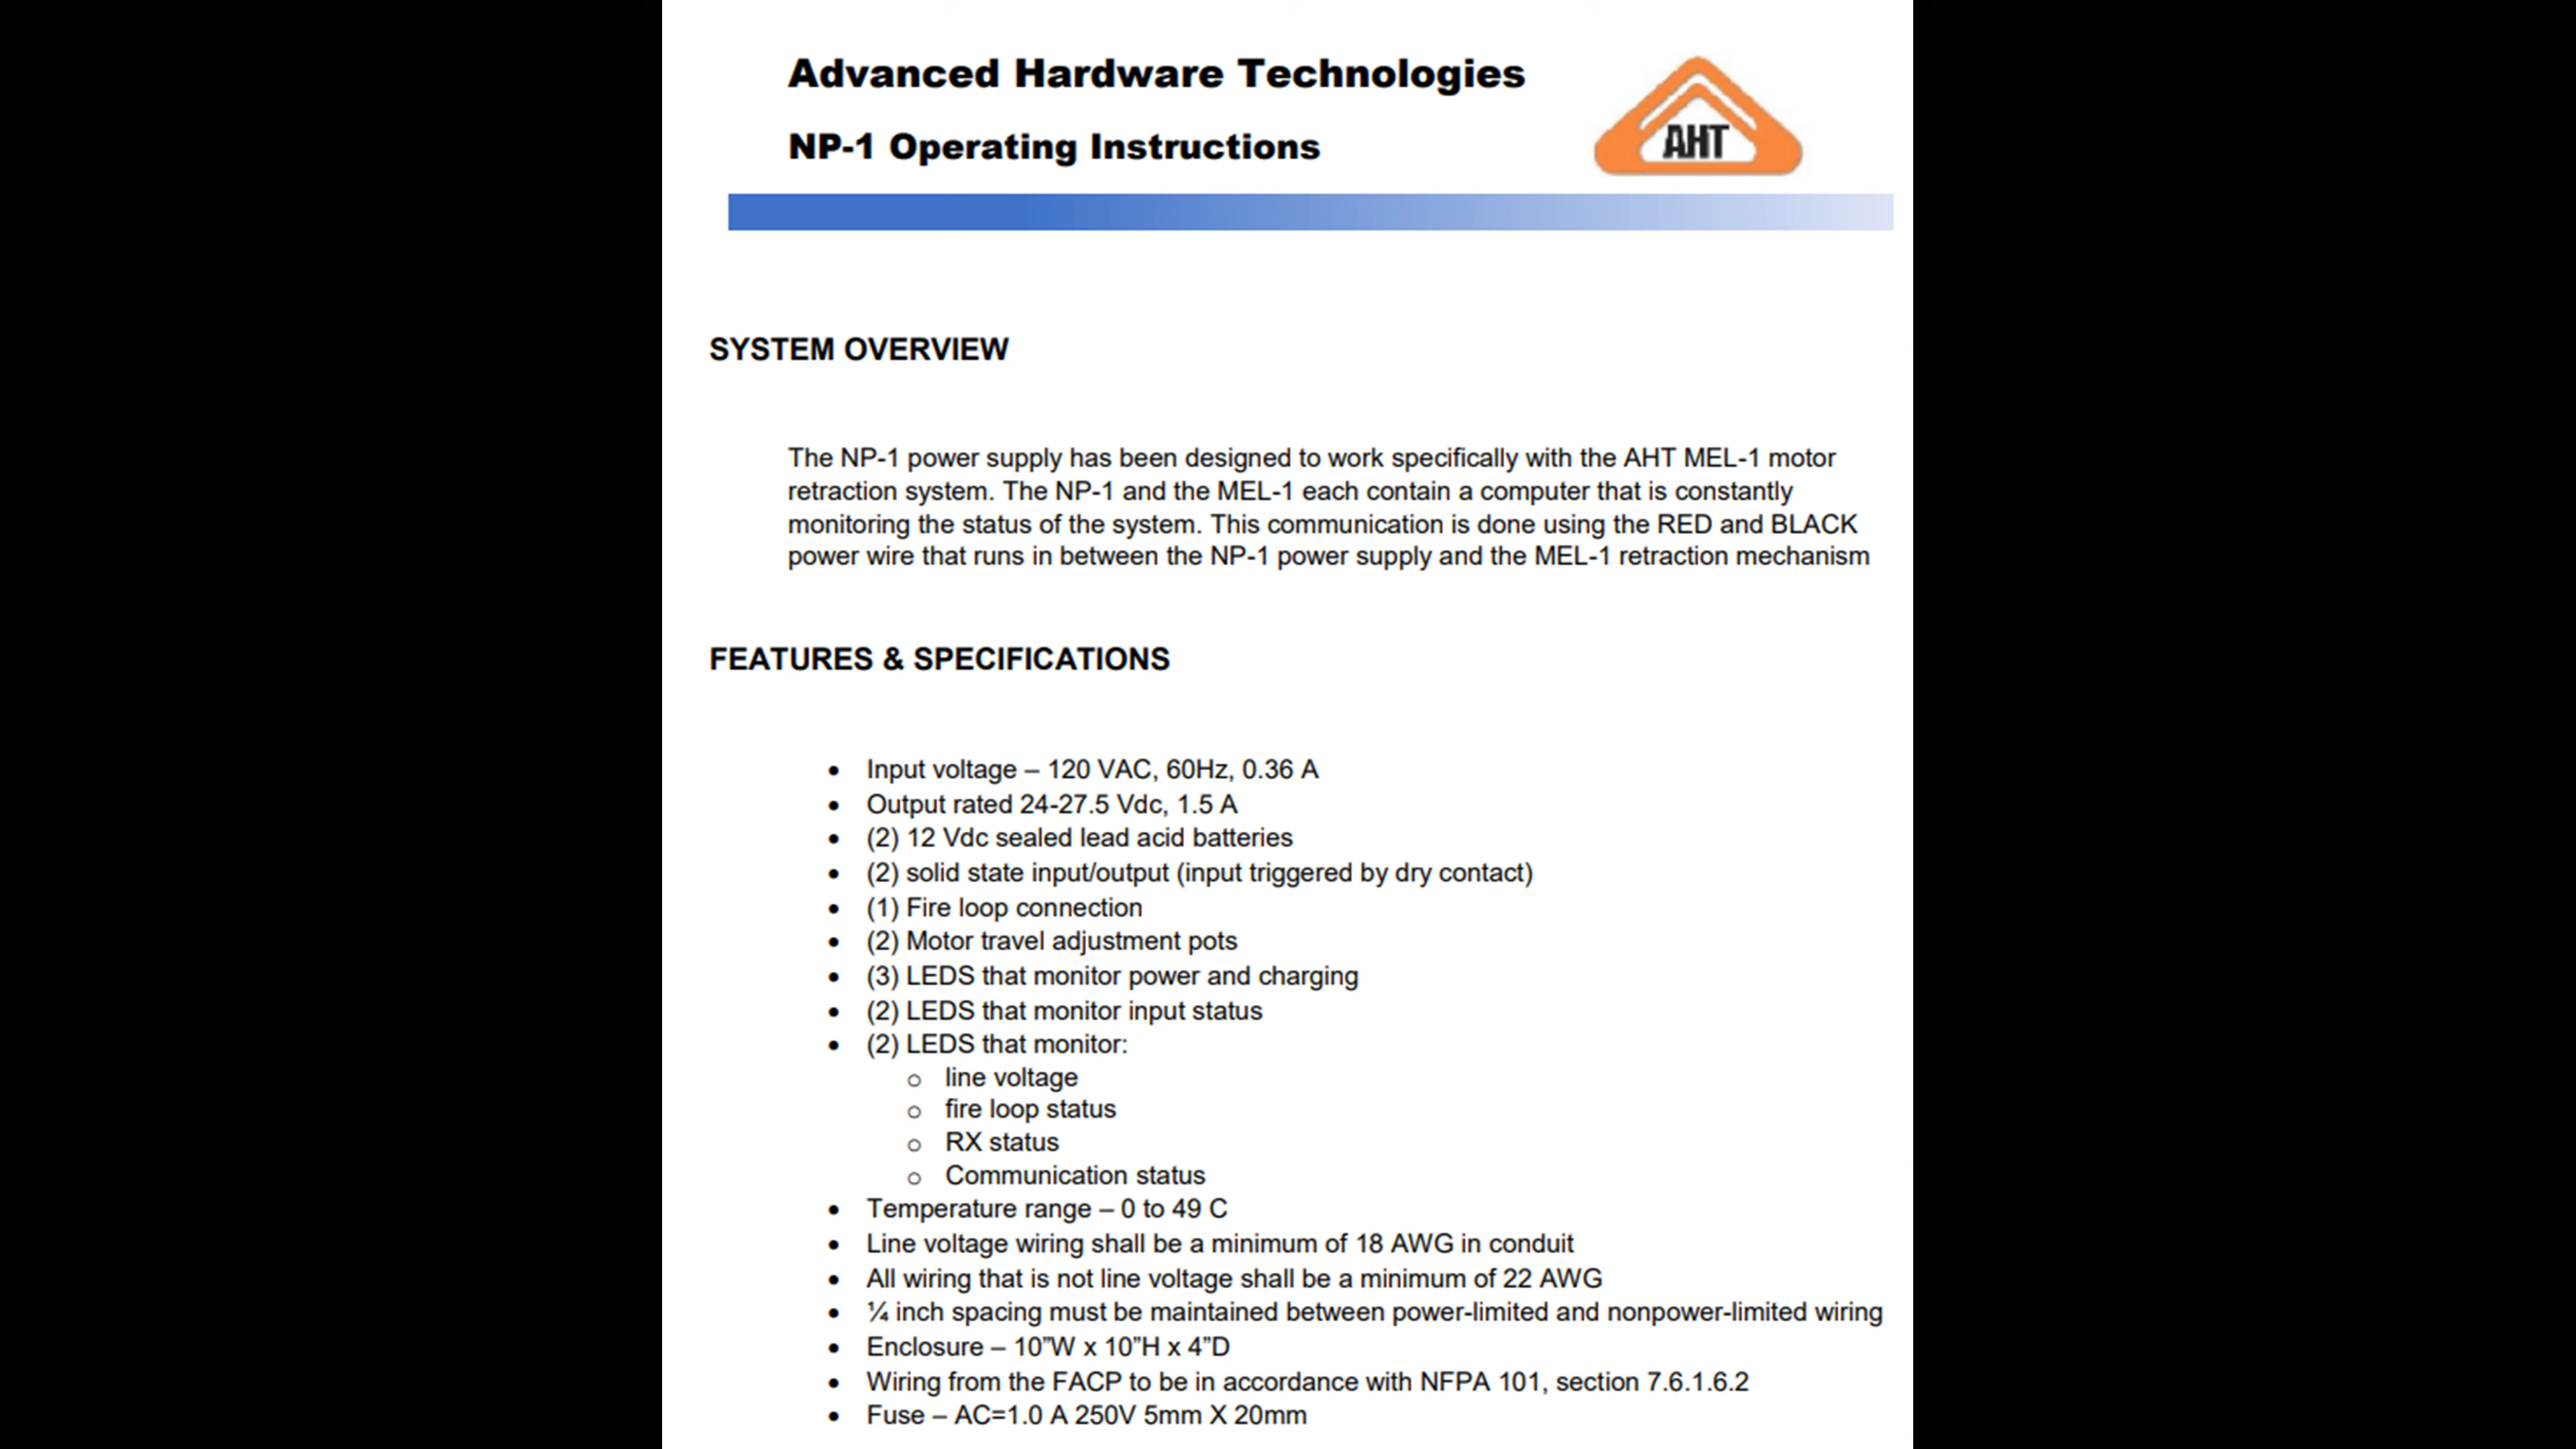 Advanced Hardware Technologies
NP-1 Operating Instructions
AHT
SYSTEM OVERVIEW
The NP-1 power supply has been designed to work specifically with the AHT MEL-1 motor
retraction system. The NP-1 and the MEL-1 each contain a computer that is constantly
monitoring the status of the system. This communication is done using the RED and BLACK
power wire that runs in between the NP-1 power supply and the MEL-1 retraction mechanism
FEATURES & SPECIFICATIONS
• Input voltage – 120 VAC, 60Hz, 0.36 A
• Output rated 24-27.5 Vdc, 1.5 A
• (2) 12 Vdc sealed lead acid batteries
• (2) solid state input/output (input triggered by dry contact)
• (1) Fire loop connection
• (2) Motor travel adjustment pots
• (3) LEDS that monitor power and charging
• (2) LEDS that monitor input status
• (2) LEDS that monitor:
o line voltage
o fire loop status
o RX status
o Communication status
• Temperature range – 0 to 49 C
• Line voltage wiring shall be a minimum of 18 AWG in conduit
• All wiring that is not line voltage shall be a minimum of 22 AWG
• ¼ inch spacing must be maintained between power-limited and nonpower-limited wiring
• Enclosure – 10”W x 10”H x 4”D
• Wiring from the FACP to be in accordance with NFPA 101, section 7.6.1.6.2
• Fuse – AC=1.0 A 250V 5mm X 20mm